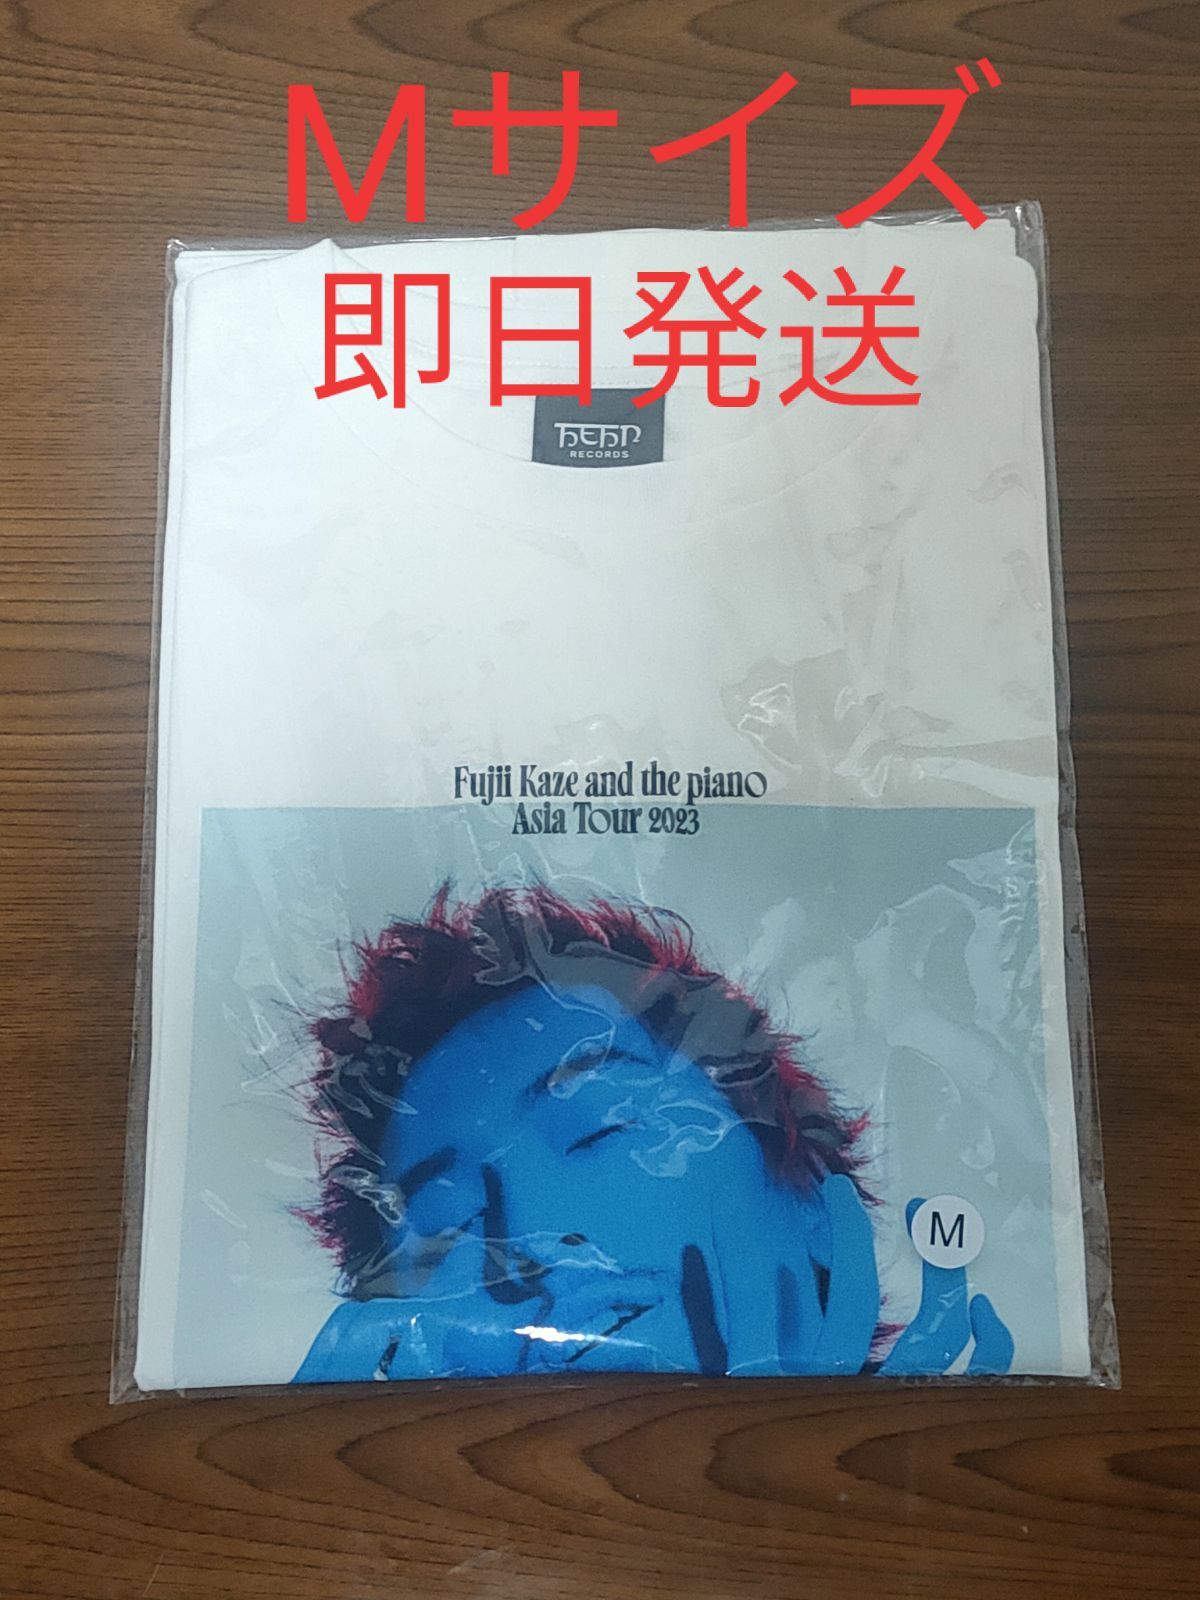 Mサイズ
即日発送
HEHN
RECORDS
Fujii Kaze and the piano
Asia Tour 2023
M